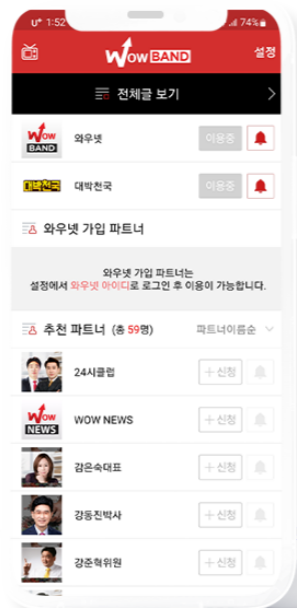 U+ 1:52
74%
WOW BAND
설정
전체글 보기
WOW BAND
와우넷
이용중
대박천국
대박천국
이용중
와우넷 가입 파트너
와우넷 가입 파트너는
설정에서 와우넷 아이디로 로그인 후 이용이 가능합니다.
추천 파트너 (총 59명)
파트너이름순
24시클럽
+신청
WOW NEWS
WOW NEWS
+신청
감은숙대표
+신청
강동진박사
+신청
강준혁위원
+신청